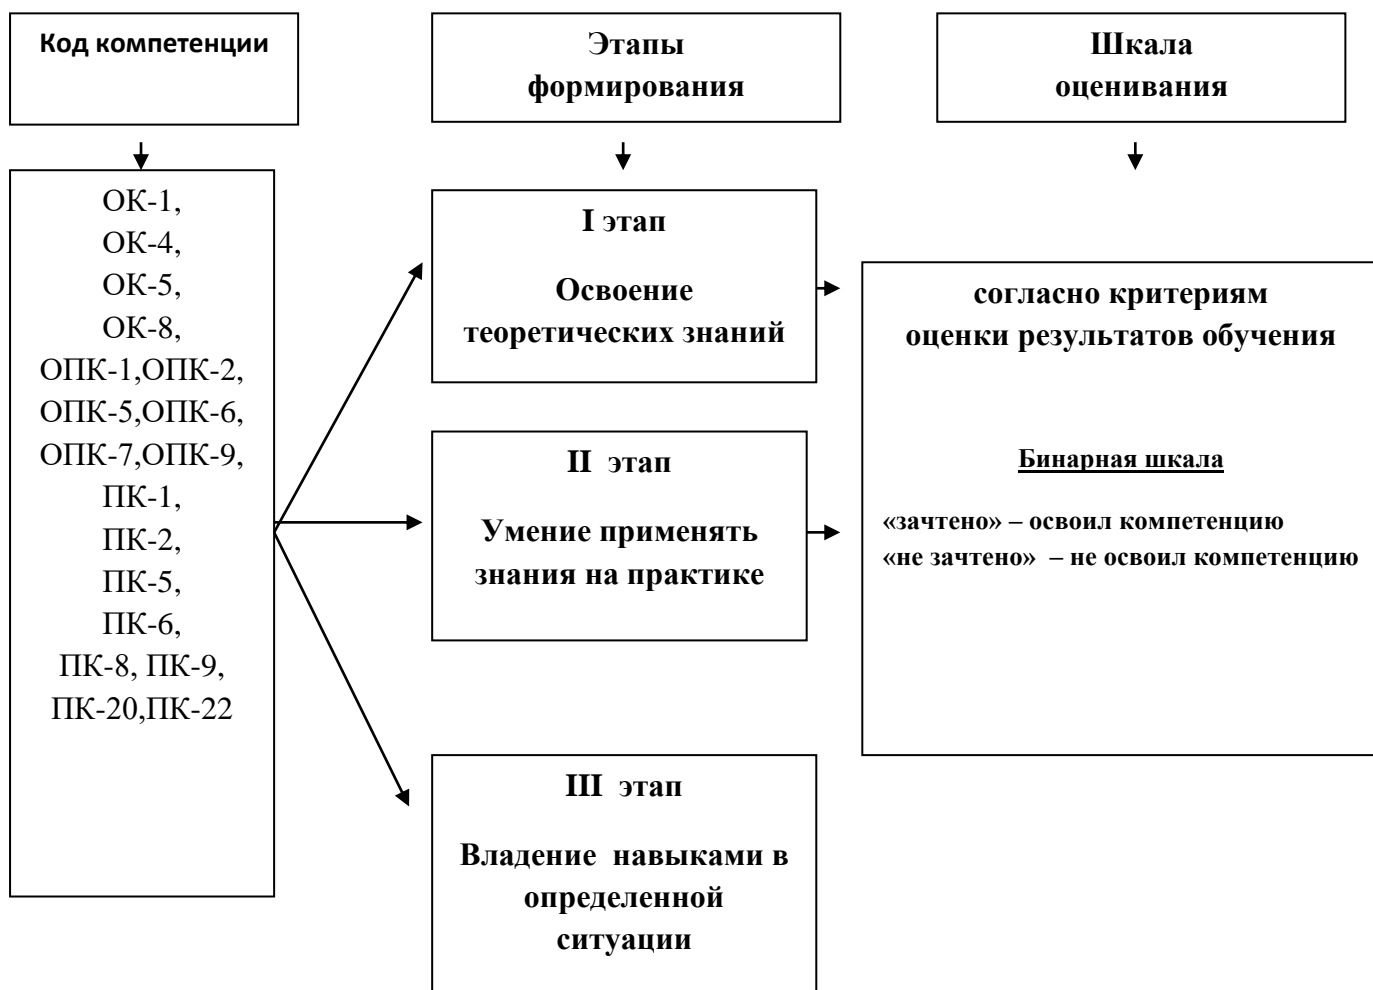 Код компетенции
Этапы
формирования
Шкала
оценивания
ОК-1,
ОК-4,
ОК-5,
ОК-8,
ОПК-1,ОПК-2,
ОПК-5,ОПК-6,
ОПК-7,ОПК-9,
ПК-1,
ПК-2,
ПК-5,
ПК-6,
ПК-8, ПК-9,
ПК-20,ПК-22
I этап
Освоение
теоретических знаний
II этап
Умение применять
знания на практике
III этап
Владение навыками в
определенной
ситуации
согласно критериям
оценки результатов обучения
Бинарная шкала
«зачтено» – освоил компетенцию
«не зачтено» – не освоил компетенцию